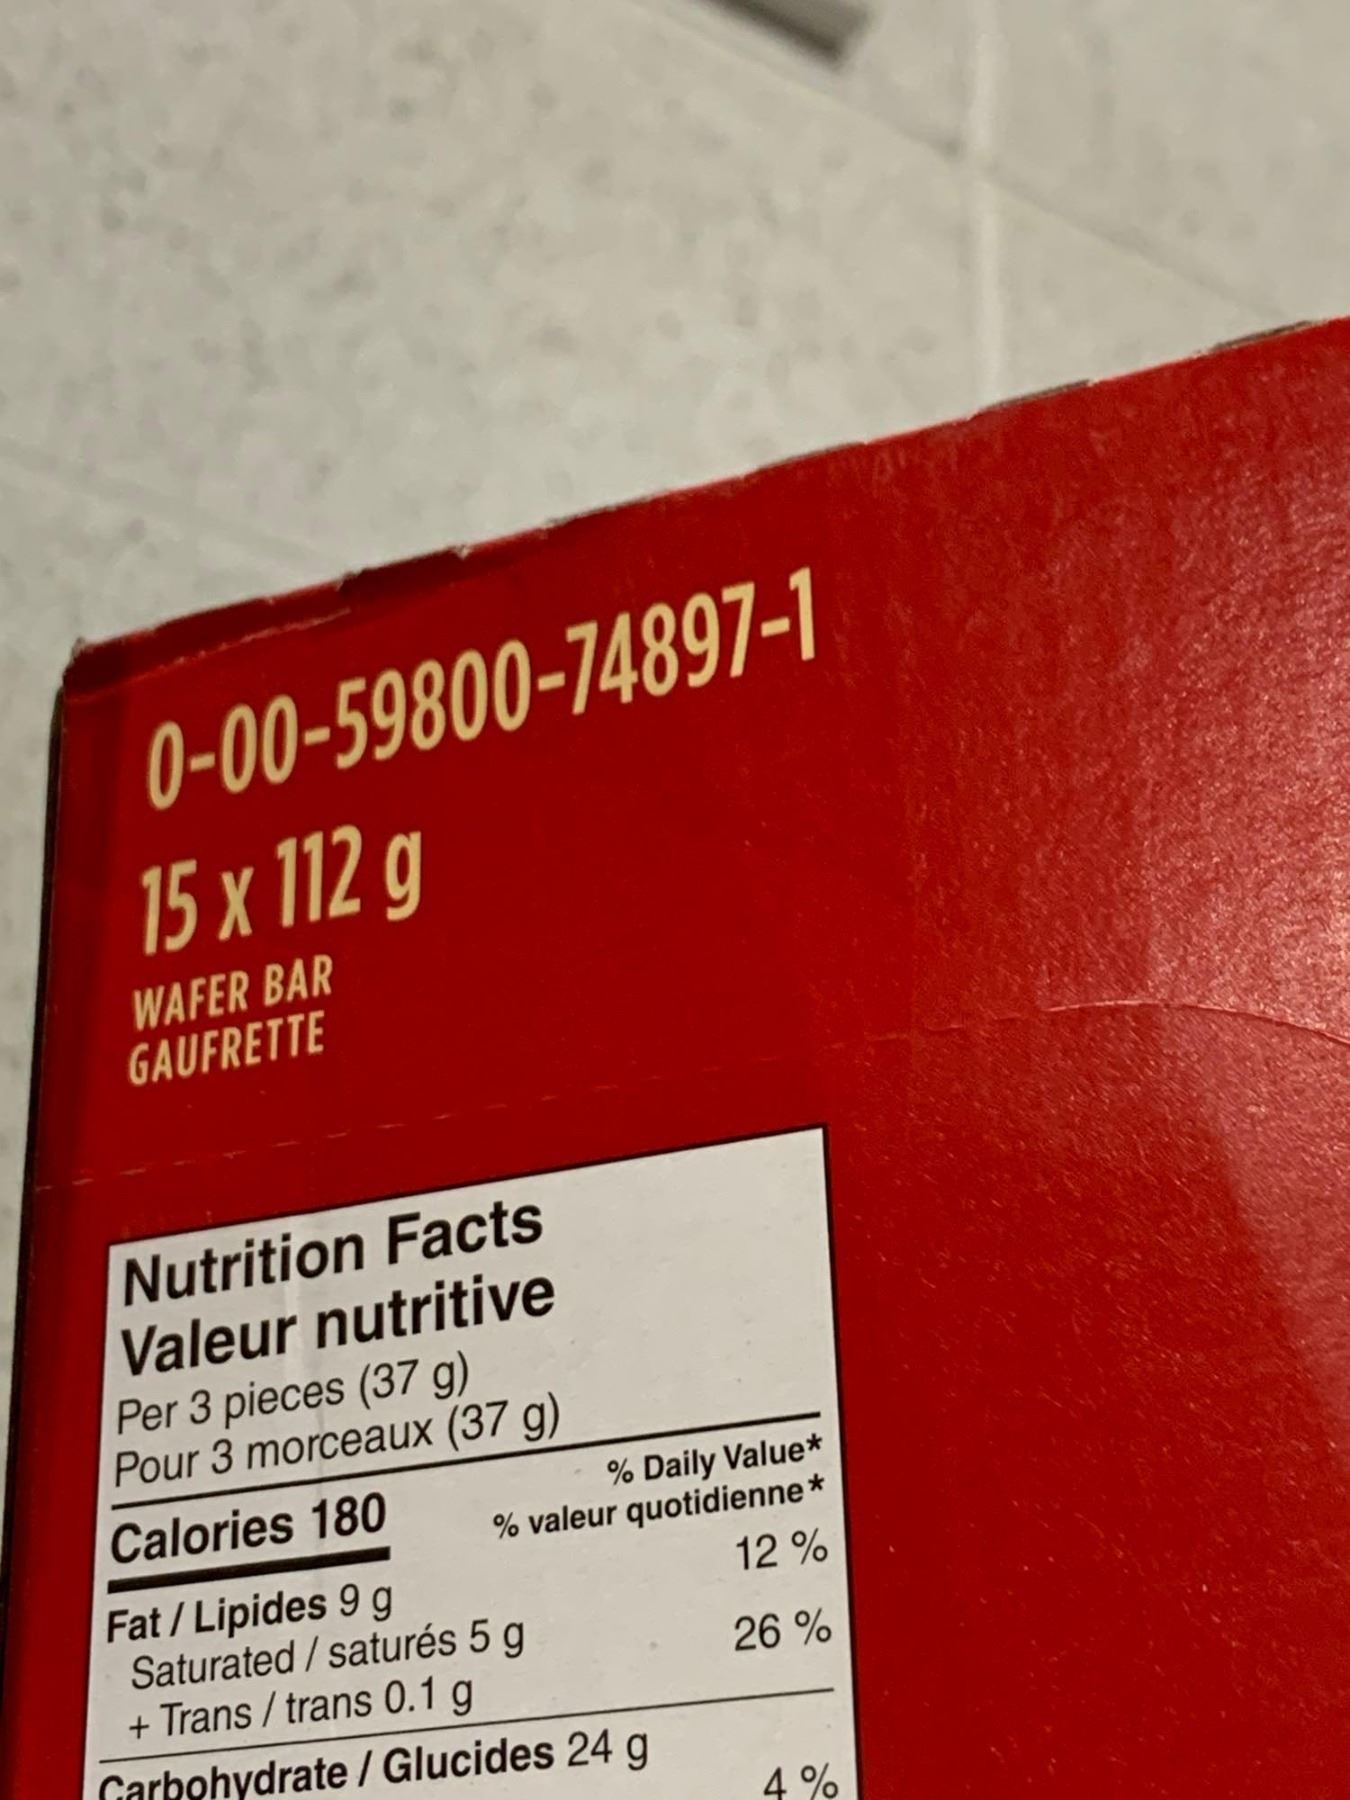 0-00-59800-74897-1
15 x 112 g
WAFER BAR
GAUFRETTE
Nutrition Facts
Valeur nutritive
Per 3 pieces (37 g)
Pour 3 morceaux (37 g)
% Daily Value*
Calories 180
% valeur quotidienne*
Fat / Lipides 9 g 12 %
Saturated / saturés 5 g
+ Trans / trans 0.1 g 26 %
Carbohydrate / Glucides 24 g
4 %